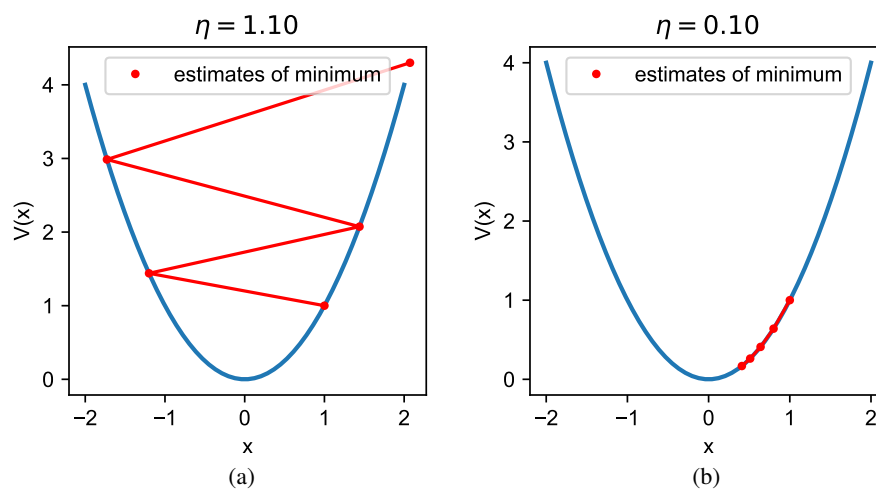 η = 1.10
estimates of minimum
4
3
2
1
0
V(x)
−2
−1
0
1
2
x
(a)
η = 0.10
estimates of minimum
4
3
2
1
0
V(x)
−2
−1
0
1
2
x
(b)